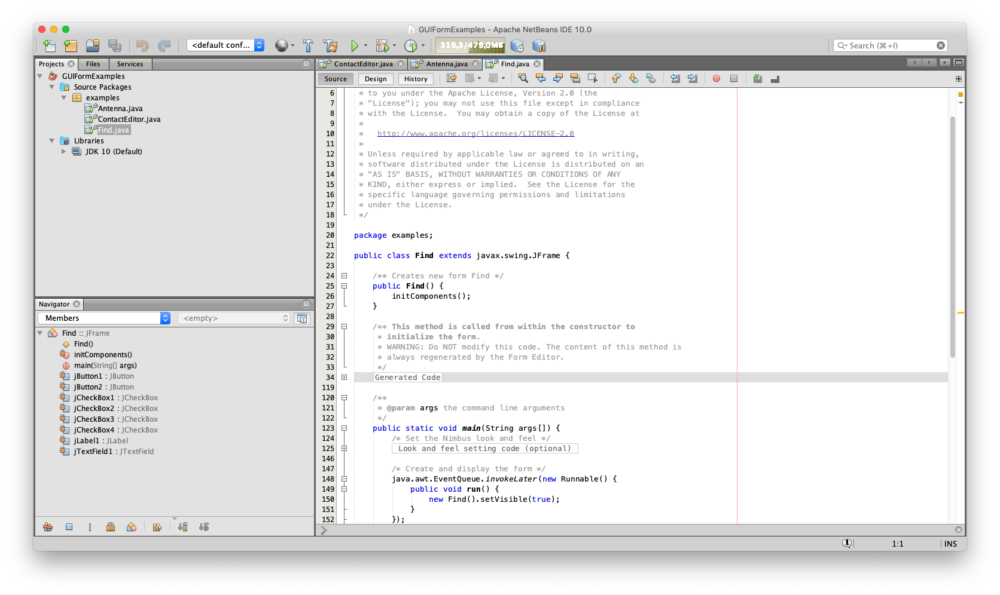 GUIFormExamples - Apache NetBeans IDE 10.0
<default conf... 319,3/479,0MB Search (⌘+I)
Projects Files Services
GUIFormExamples
Source Packages
examples
Antenna.java
ContactEditor.java
Find.java
Libraries
JDK 10 (Default)
Navigator
Members <empty>
Find :: JFrame
Find()
initComponents()
main(String[] args)
jButton1 : JButton
jButton2 : JButton
jCheckBox1 : JCheckBox
jCheckBox2 : JCheckBox
jCheckBox3 : JCheckBox
jCheckBox4 : JCheckBox
jLabel1 : JLabel
jTextField1 : JTextField
ContactEditor.java Antenna.java Find.java
Source Design History
6 * to you under the Apache License, Version 2.0 (the
7 * "License"); you may not use this file except in compliance
8 * with the License.  You may obtain a copy of the License at
9 *
10 *   http://www.apache.org/licenses/LICENSE-2.0
11 *
12 * Unless required by applicable law or agreed to in writing,
13 * software distributed under the License is distributed on an
14 * "AS IS" BASIS, WITHOUT WARRANTIES OR CONDITIONS OF ANY
15 * KIND, either express or implied.  See the License for the
16 * specific language governing permissions and limitations
17 * under the License.
18 */
19
20 package examples;
21
22 public class Find extends javax.swing.JFrame {
23
24 /** Creates new form Find */
25 public Find() {
26 initComponents();
27 }
28
29 /** This method is called from within the constructor to
30 * initialize the form.
31 * WARNING: Do NOT modify this code. The content of this method is
32 * always regenerated by the Form Editor.
33 */
34 Generated Code
119
120 /**
121 * @param args the command line arguments
122 */
123 public static void main(String args[]) {
124 /* Set the Nimbus look and feel */
125 Look and feel setting code (optional)
146
147 /* Create and display the form */
148 java.awt.EventQueue.invokeLater(new Runnable() {
149 public void run() {
150 new Find().setVisible(true);
151 }
152 });
1 1:1 INS